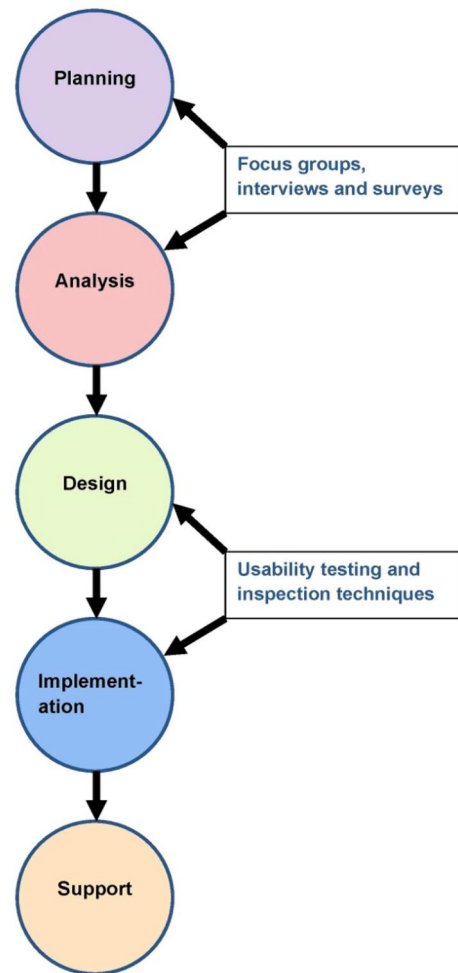 Planning
Focus groups,
interviews and surveys
Analysis
Design
Usability testing and
inspection techniques
Implement-
ation
Support